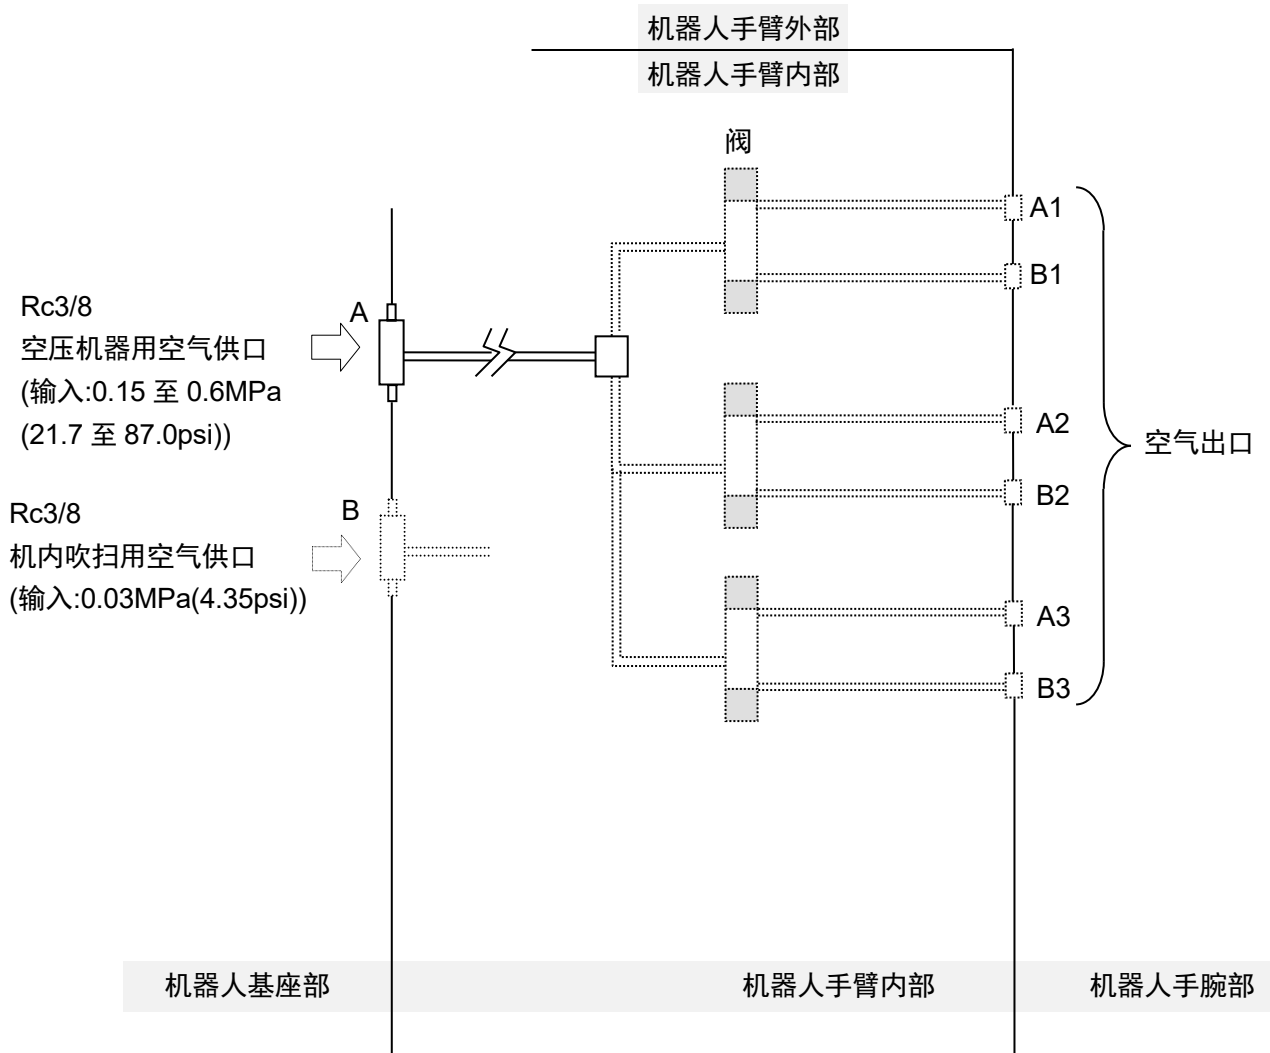 机器人手臂外部
机器人手臂内部
阀
A1
B1
Rc3/8
A
空压机器用空气供口
(输入:0.15 至 0.6MPa
(21.7 至 87.0psi))
A2
空气出口
B2
Rc3/8
B
机内吹扫用空气供口
(输入:0.03MPa(4.35psi))
A3
B3
机器人基座部
机器人手臂内部
机器人手腕部